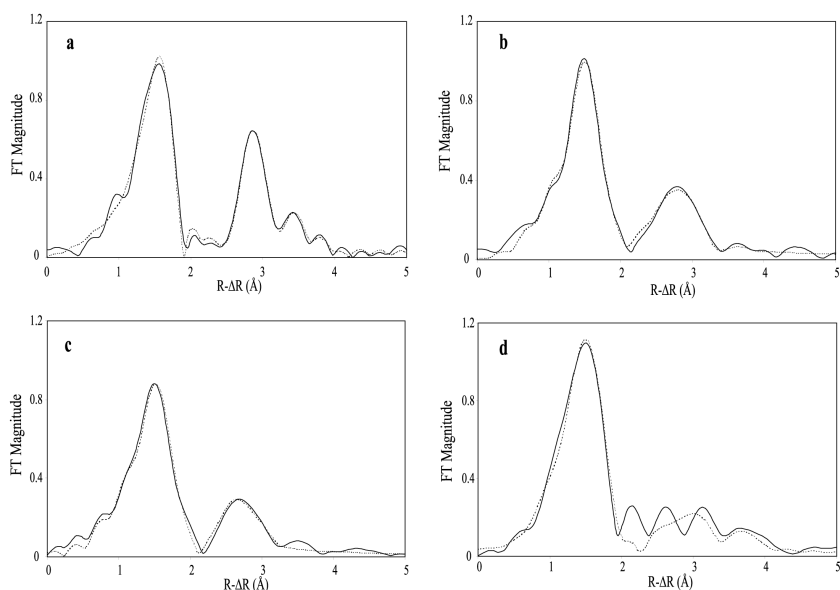 1.2
a
0.8
FT Magnitude
0.4
0
0 1 2 3 4 5
R-ΔR (Å)
1.2
b
0.8
FT Magnitude
0.4
0
0 1 2 3 4 5
R-ΔR (Å)
1.2
c
0.8
FT Magnitude
0.4
0
0 1 2 3 4 5
R-ΔR (Å)
1.2
d
0.8
FT Magnitude
0.4
0
0 1 2 3 4 5
R-ΔR (Å)